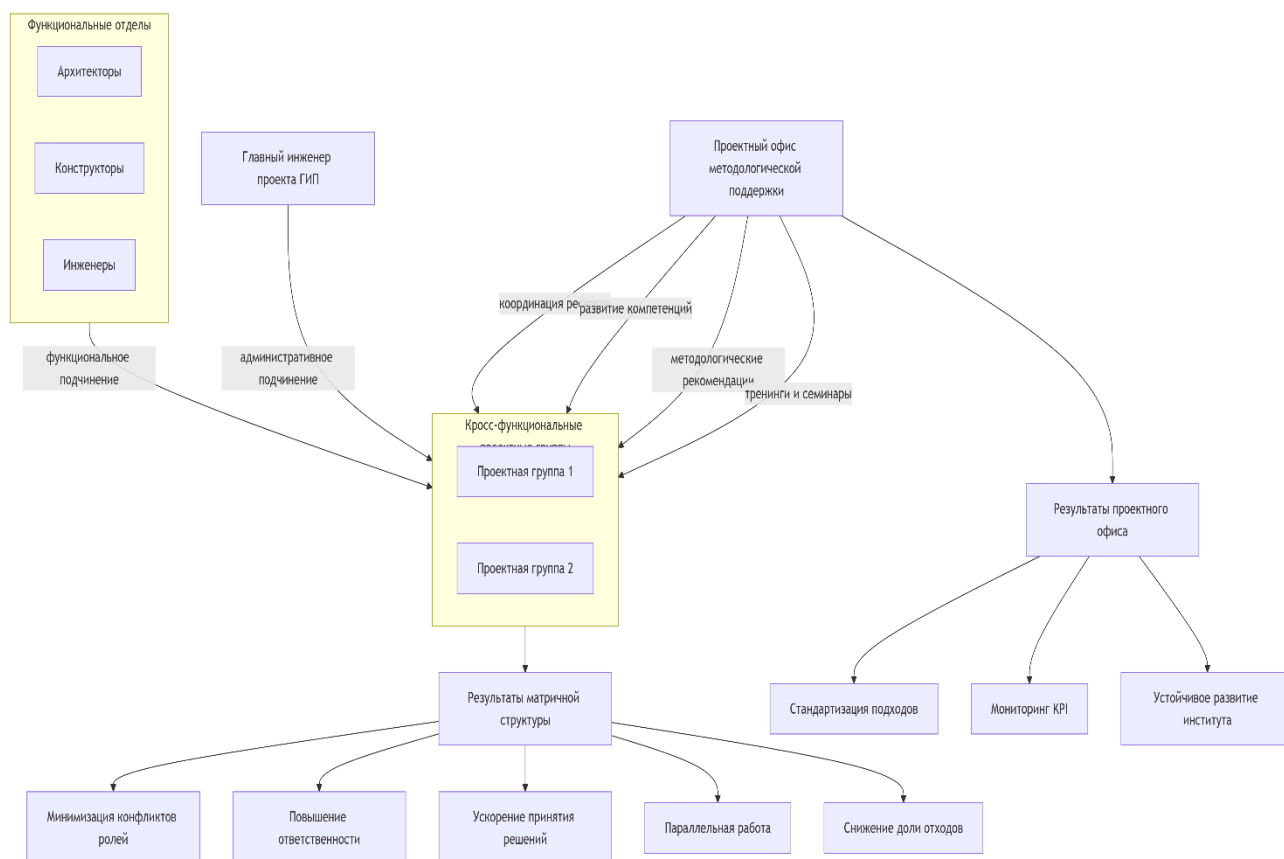 Функциональные отделы
Архитекторы
Конструкторы
Инженеры
Главный инженер
проекта ГИП
Проектный офис
методологической
поддержки
координация
развитие компетенций
методологические
рекомендации
тренинги и семинары
функциональное
подчинение
административное
подчинение
Кросс-функциональные
Проектная группа 1
Проектная группа 2
Результаты проектного
офиса
Результаты матричной
структуры
Стандартизация подходов
Мониторинг KPI
Устойчивое развитие
института
Минимизация конфликтов
ролей
Повышение
ответственности
Ускорение принятия
решений
Параллельная работа
Снижение доли отходов